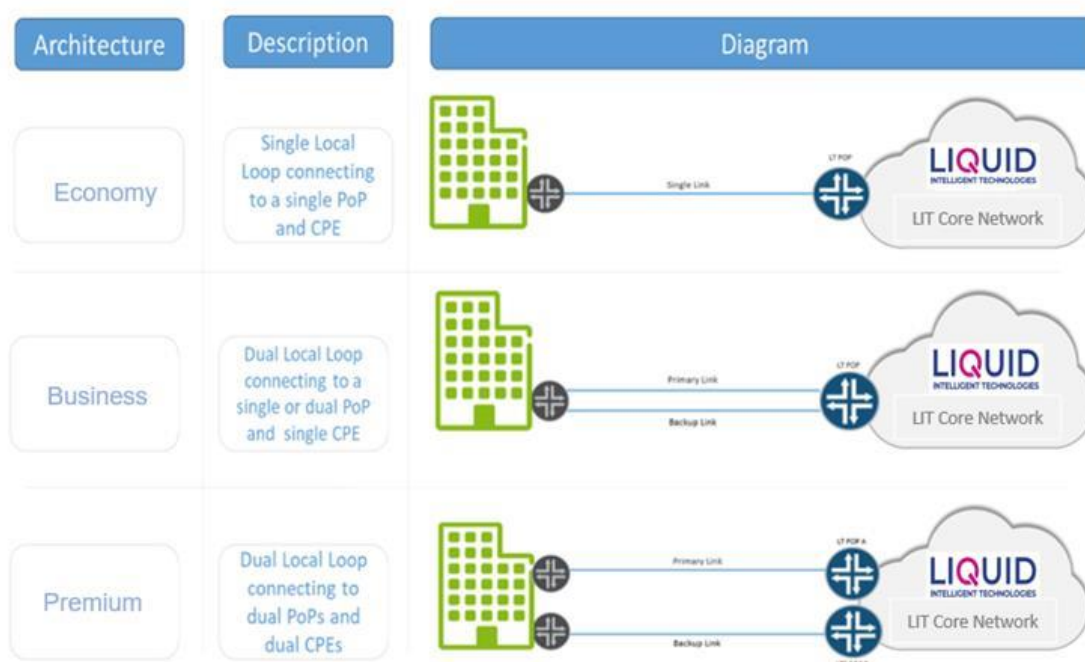 Architecture
Description
Diagram
Economy
Single Local
Loop connecting
to a single PoP
and CPE
Single Link
LT POP
LIQUID
INTELLIGENT TECHNOLOGIES
LIT Core Network
Business
Dual Local Loop
connecting to a
single or dual PoP
and single CPE
Primary Link
Backup Link
LT POP
LIQUID
INTELLIGENT TECHNOLOGIES
LIT Core Network
Premium
Dual Local Loop
connecting to
dual PoPs and
dual CPEs
Primary Link
Backup Link
LT POP A
LIQUID
INTELLIGENT TECHNOLOGIES
LIT Core Network